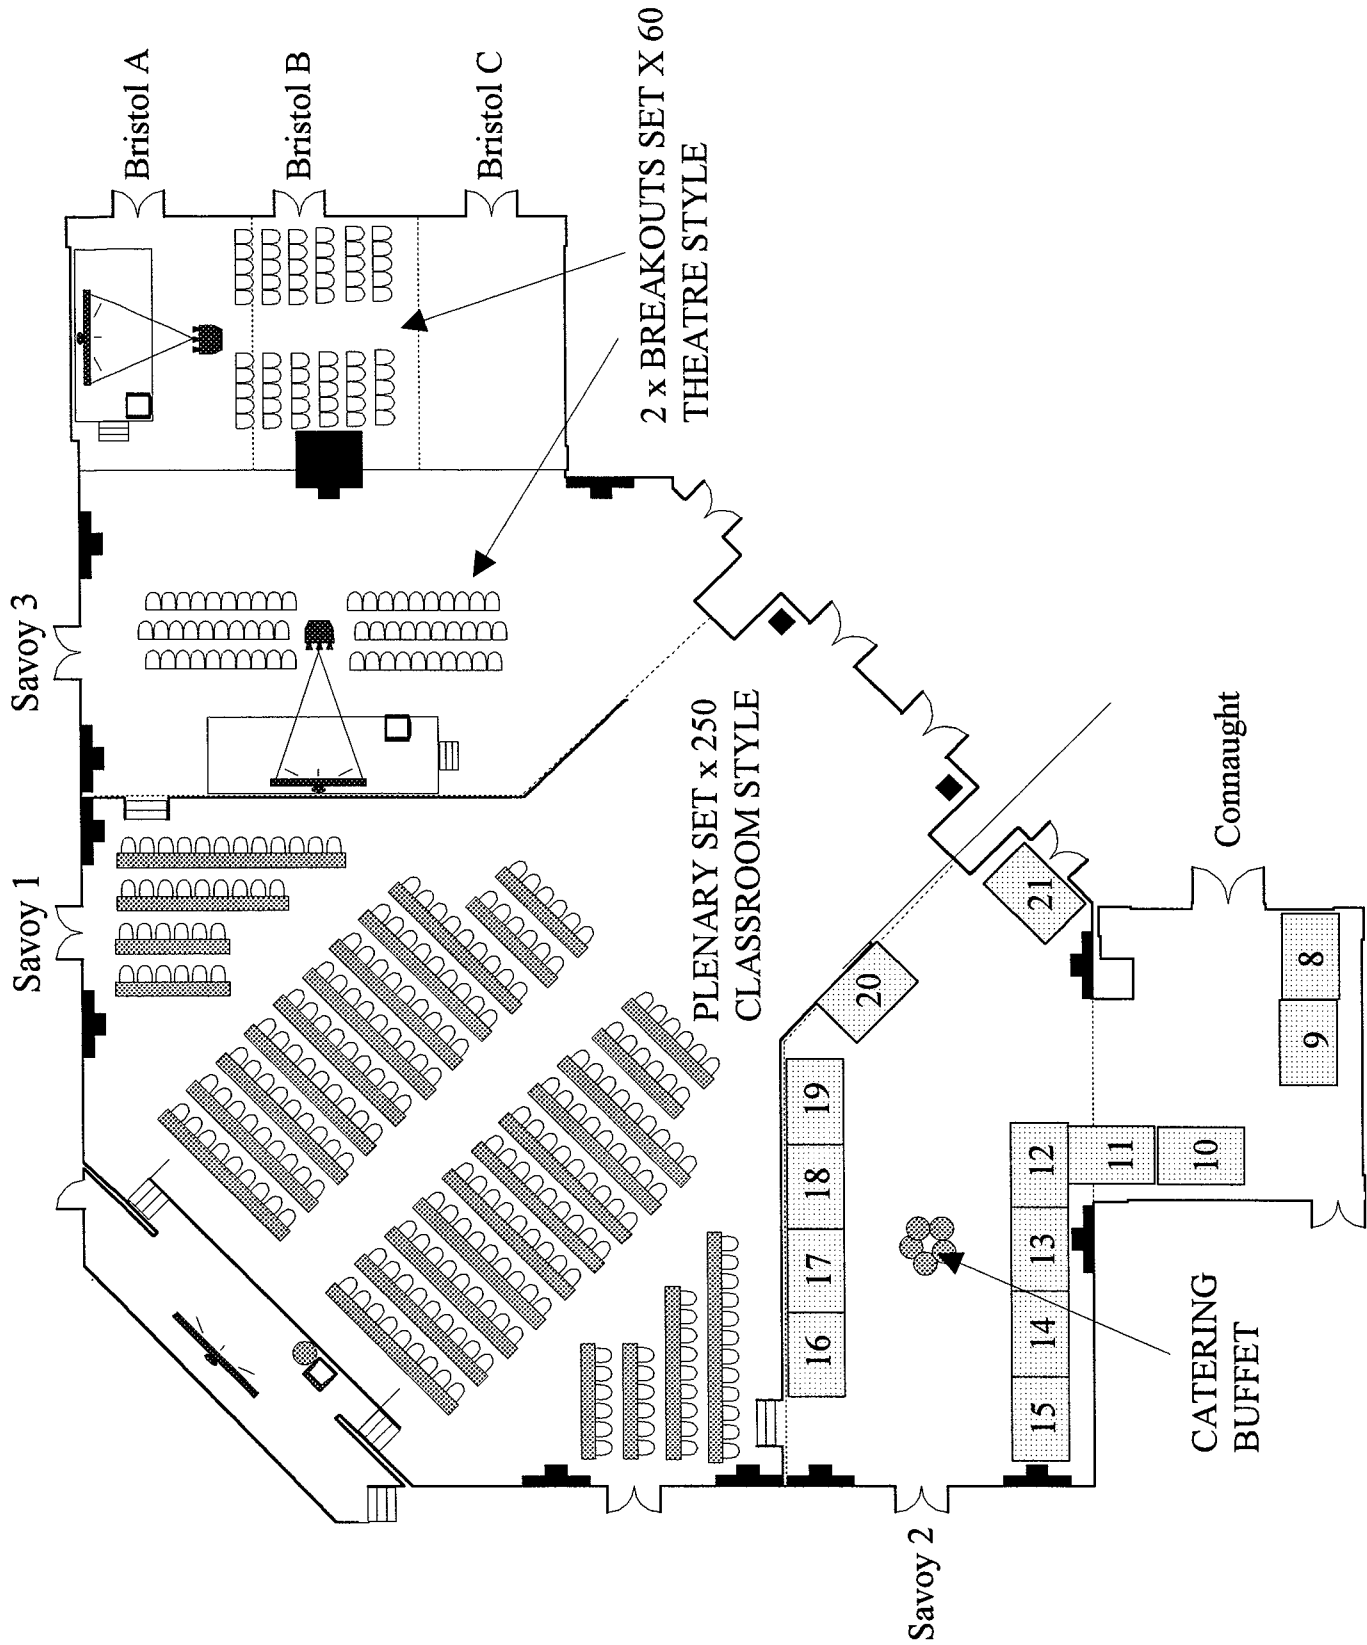 Savoy 1
Savoy 3
Bristol A
Bristol B
Bristol C
2 x BREAKOUTS SET X 60
THEATRE STYLE
PLENARY SET x 250
CLASSROOM STYLE
16
17
18
19
20
Savoy 2
15
14
13
12
21
11
10
CATERING
BUFFET
Connaught
9
8